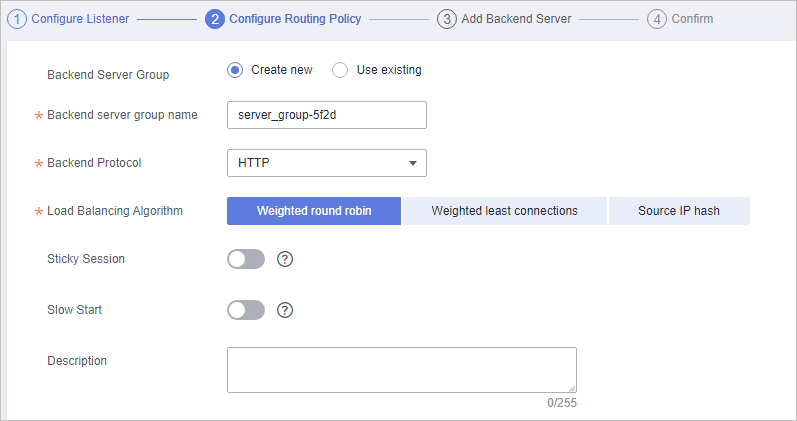 1 Configure Listener 2 Configure Routing Policy 3 Add Backend Server 4 Confirm
Backend Server Group Create new Use existing
* Backend server group name server_group-5f2d
* Backend Protocol HTTP
* Load Balancing Algorithm Weighted round robin Weighted least connections Source IP hash
Sticky Session ?
Slow Start ?
Description
0/255